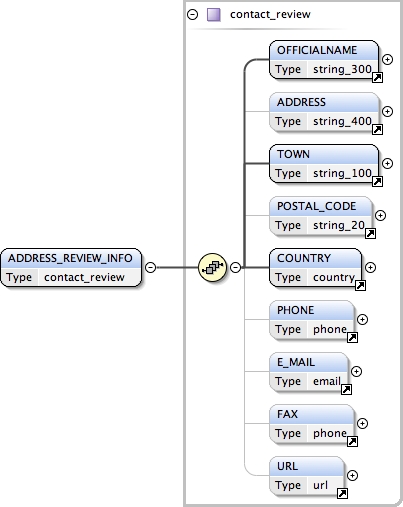 contact_review
OFFICIALNAME
Type string_300
ADDRESS
Type string_400
TOWN
Type string_100
POSTAL_CODE
Type string_20
ADDRESS_REVIEW_INFO
Type contact_review
COUNTRY
Type country
PHONE
Type phone
E_MAIL
Type email
FAX
Type phone
URL
Type url